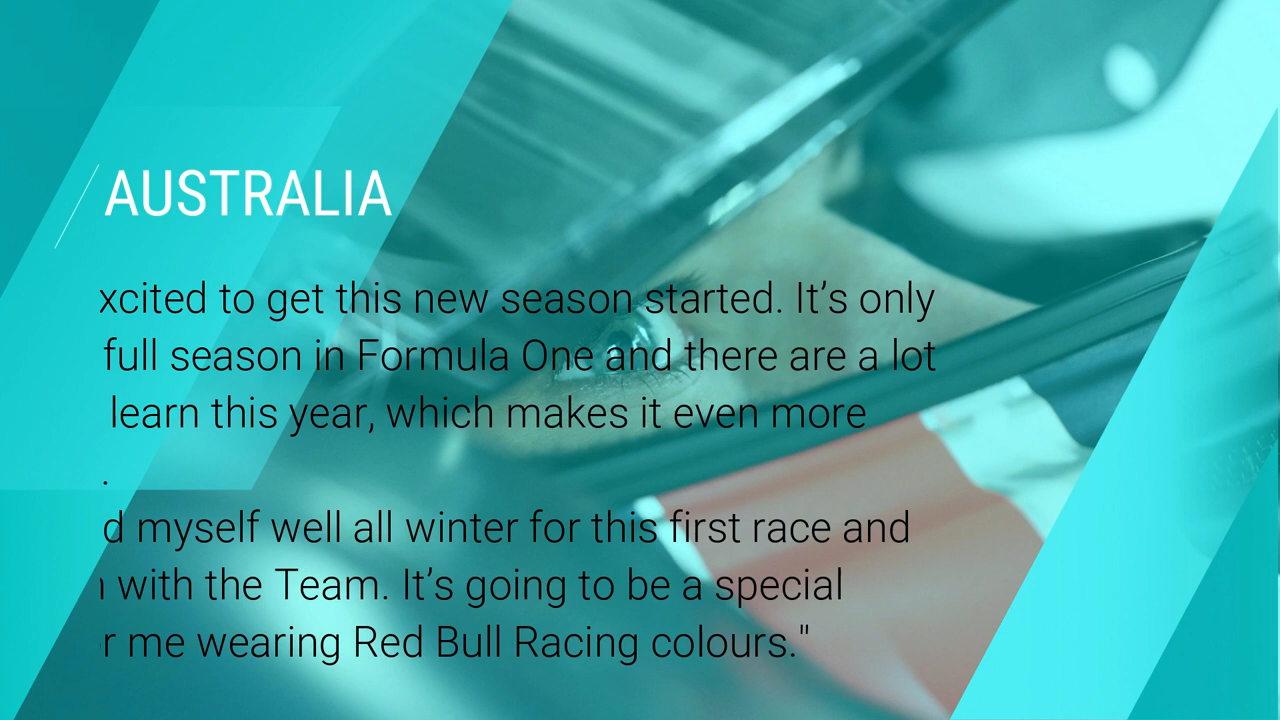 AUSTRALIA
xcited to get this new season started. It’s only
full season in Formula One and there are a lot
learn this year, which makes it even more
.
d myself well all winter for this first race and
with the Team. It’s going to be a special
r me wearing Red Bull Racing colours."